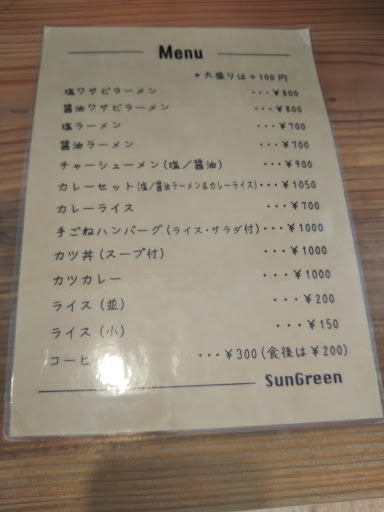 Menu
*大盛りは+100円
塩ワサビラーメン ・・・¥800
醤油ワサビラーメン ・・・¥800
塩ラーメン ・・・¥700
醤油ラーメン ・・・¥700
チャーシューメン(塩/醤油) ・・・¥900
カレーセット(塩/醤油ラーメン&カレーライス)・・・¥1050
カレーライス ・・・¥700
手ごねハンバーグ(ライス・サラダ付)・・・¥1000
カツ丼(スープ付) ・・・¥1000
カツカレー ・・・¥1000
ライス(並) ・・・¥200
ライス(小) ・・・¥150
コーヒ ・・・¥300(食後は¥200)
SunGreen